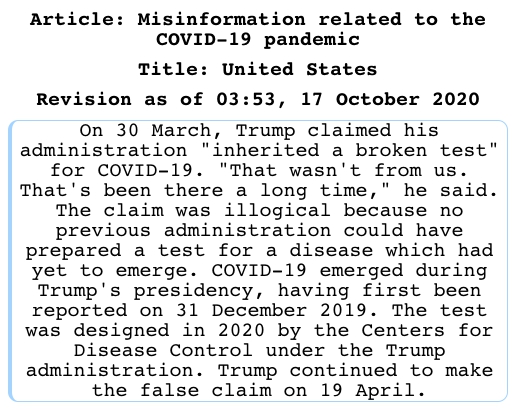 Article: Misinformation related to the
COVID-19 pandemic
Title: United States
Revision as of 03:53, 17 October 2020
On 30 March, Trump claimed his
administration "inherited a broken test"
for COVID-19. "That wasn't from us.
That's been there a long time," he said.
The claim was illogical because no
previous administration could have
prepared a test for a disease which had
yet to emerge. COVID-19 emerged during
Trump's presidency, having first been
reported on 31 December 2019. The test
was designed in 2020 by the Centers for
Disease Control under the Trump
administration. Trump continued to make
the false claim on 19 April.